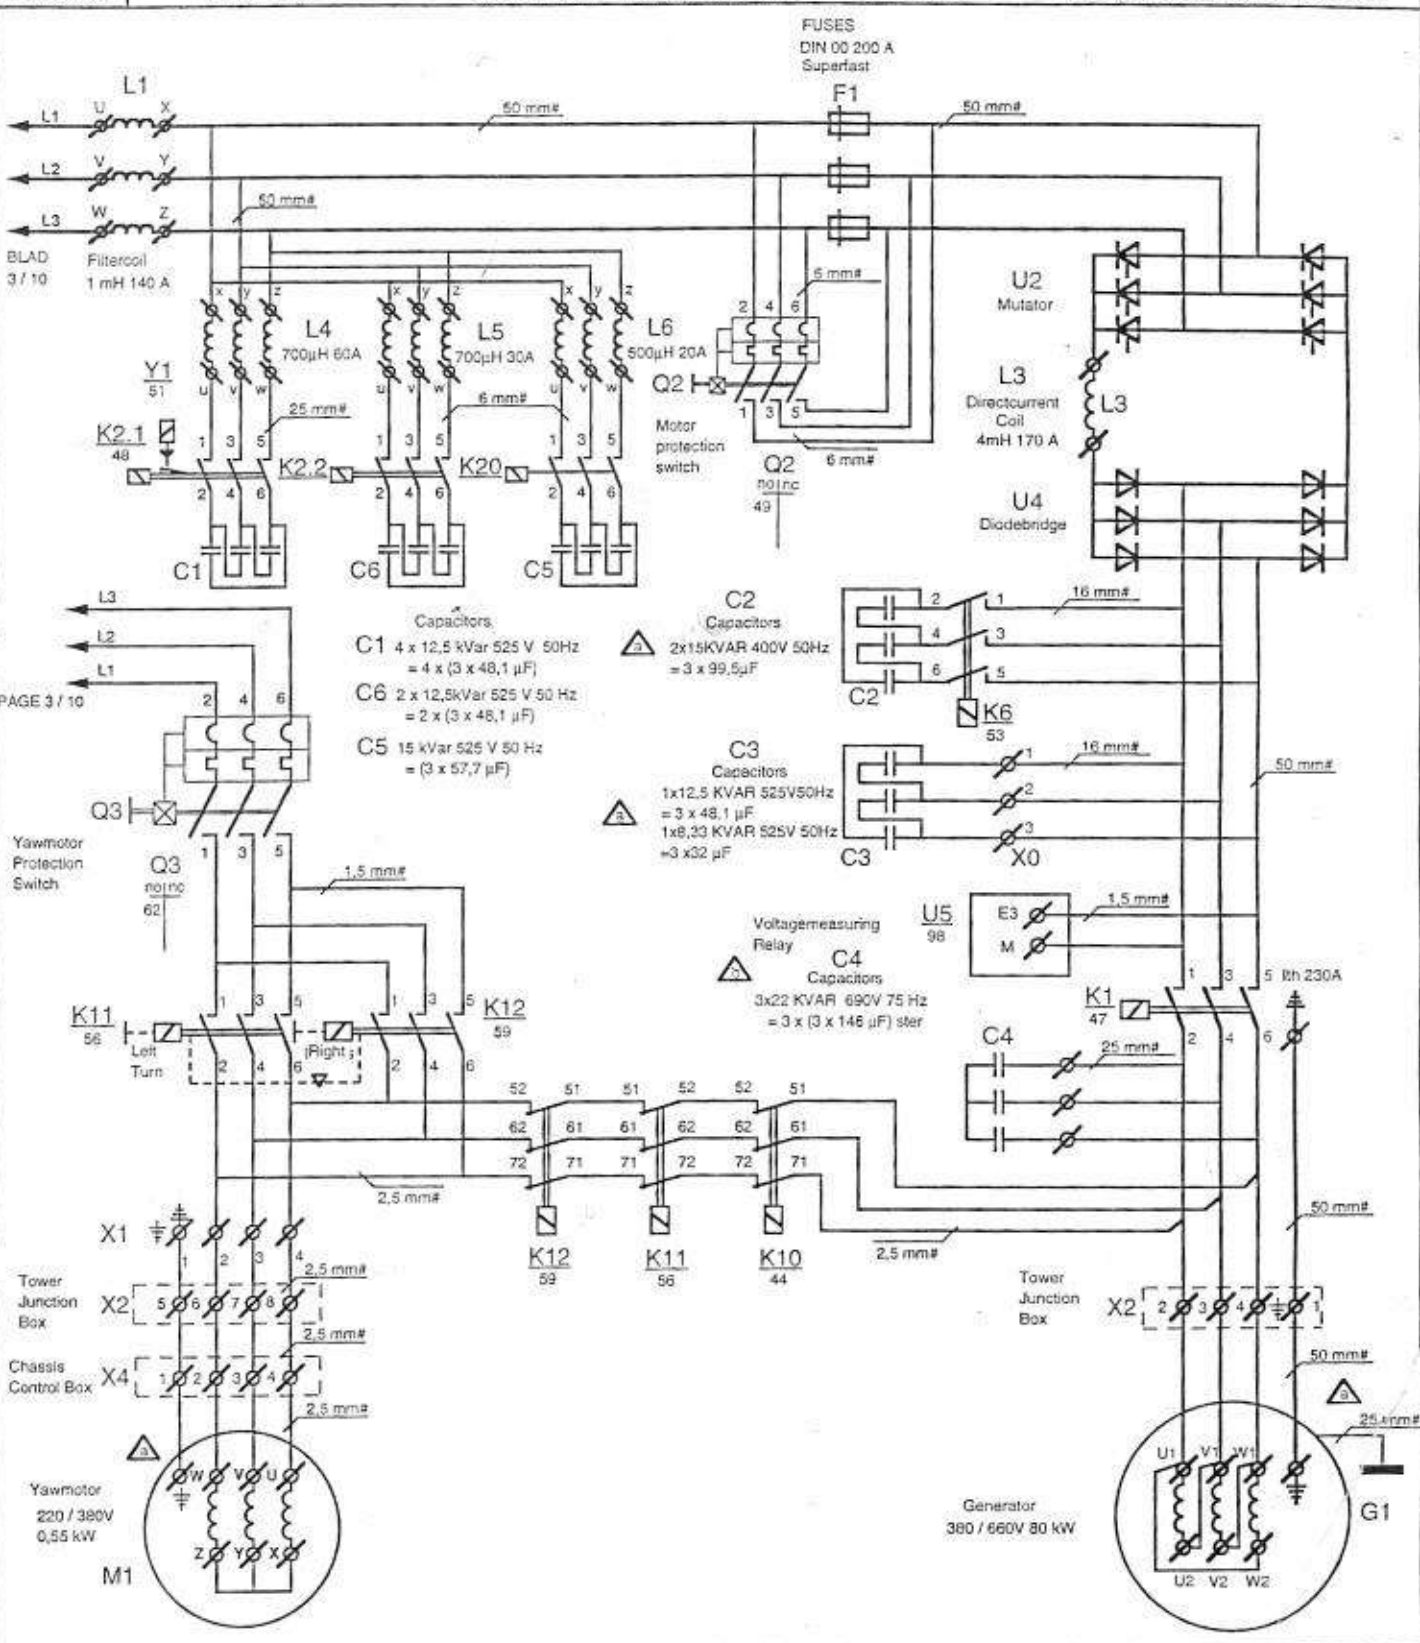 FUSES
DIN 00 200 A
Superfast
F1
L1
U X
L1
50 mm#
50 mm#
V Y
L2
50 mm#
W Z
L3
BLAD
3 / 10
Filtercoil
1 mH 140 A
x y z
L4
700µH 60A
u v w
x y z
L5
700µH 30A
u v w
x y z
L6
500µH 20A
u v w
6 mm#
2 4 6
Q2
1 3 5
6 mm#
Motor
protection
switch
Q2
no nc
49
U2
Mutator
L3
Directcurrent
Coil
4mH 170 A
L3
U4
Diodebridge
Y1
51
25 mm#
6 mm#
K2.1
48
1 3 5
2 4 6
K2.2
1 3 5
2 4 6
K20
1 3 5
2 4 6
C1
C6
C5
L3
L2
L1
PAGE 3 / 10
Capacitors
C1 4 x 12,5 kVar 525 V 50Hz
= 4 x (3 x 48,1 µF)
C6 2 x 12,5kVar 525 V 50 Hz
= 2 x (3 x 48,1 µF)
C5 15 kVar 525 V 50 Hz
= (3 x 57,7 µF)
C2
Capacitors
a
2x15KVAR 400V 50Hz
= 3 x 99,5µF
C2
2 1
4 3
6 5
16 mm#
K6
53
C3
Capacitors
1x12,5 KVAR 525V50Hz
= 3 x 48,1 µF
a
1x8,33 KVAR 525V 50Hz
=3 x32 µF
C3
1
2
3
X0
16 mm#
50 mm#
2 4 6
Q3
1 3 5
Yawmotor
Protection
Switch
Q3
no nc
62
1,5 mm#
U5
98
E3
M
1,5 mm#
Voltagemeasuring
Relay
b
C4
Capacitors
3x22 KVAR 690V 75 Hz
= 3 x (3 x 146 µF) ster
K1
47
1 3 5
2 4 6
Ith 230A
C4
25 mm#
K11
56
Left
Turn
1 3 5
2 4 6
(Right)
1 3 5
2 4 6
K12
59
52 51 51 52 52 51
62 61 61 62 62 61
72 71 71 72 72 71
2,5 mm#
K12
59
K11
56
K10
44
2,5 mm#
50 mm#
X1
1 2 3 4
2,5 mm#
Tower
Junction
Box
X2
5 6 7 8
2,5 mm#
Chassis
Control Box
X4
1 2 3 4
2,5 mm#
Tower
Junction
Box
X2
2 3 4 1
50 mm#
a
25 mm#
a
W V U
Z Y X
Yawmotor
220 / 380V
0,55 kW
M1
U1 V1 W1
U2 V2 W2
Generator
380 / 660V 80 kW
G1